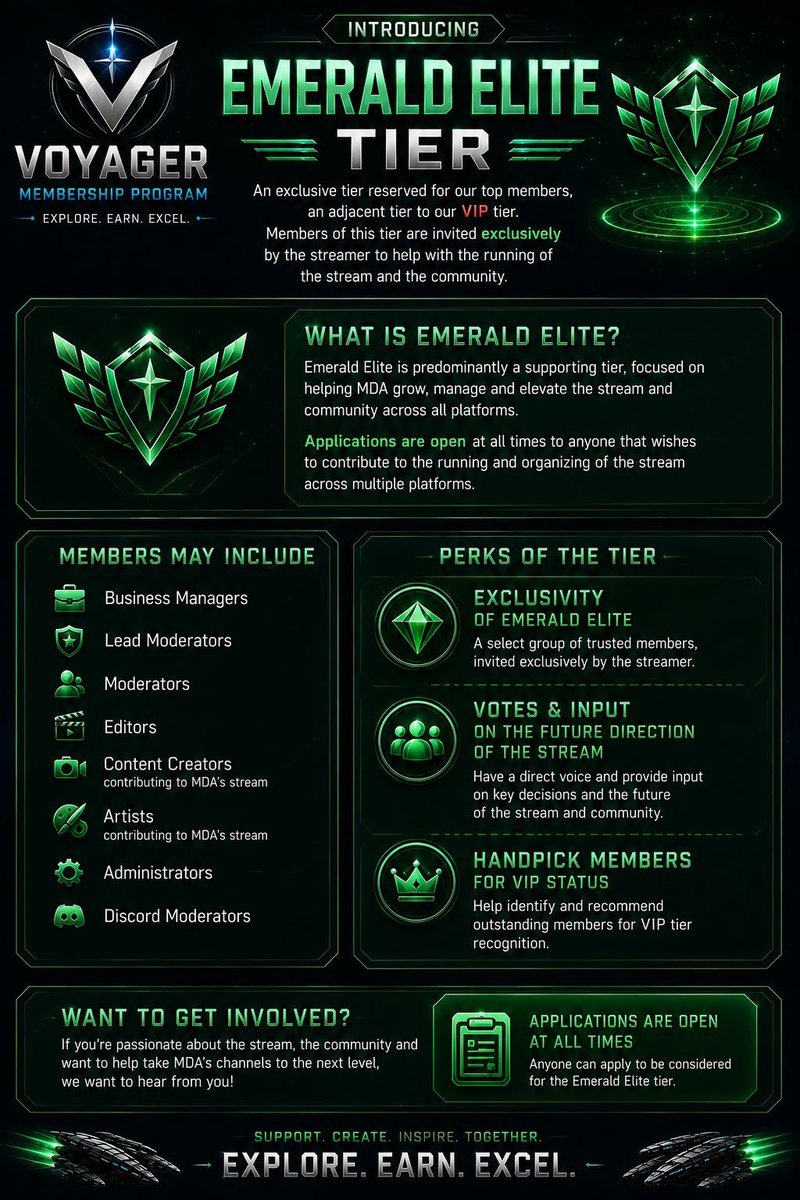 INTRODUCING
EMERALD ELITE
TIER
VOYAGER
MEMBERSHIP PROGRAM
EXPLORE. EARN. EXCEL.
An exclusive tier reserved for our top members,
an adjacent tier to our VIP tier.
Members of this tier are invited exclusively
by the streamer to help with the running of
the stream and the community.
WHAT IS EMERALD ELITE?
Emerald Elite is predominantly a supporting tier, focused on
helping MDA grow, manage and elevate the stream and
community across all platforms.
Applications are open at all times to anyone that wishes
to contribute to the running and organizing of the stream
across multiple platforms.
MEMBERS MAY INCLUDE
Business Managers
Lead Moderators
Moderators
Editors
Content Creators
contributing to MDA's stream
Artists
contributing to MDA's stream
Administrators
Discord Moderators
PERKS OF THE TIER
EXCLUSIVITY
OF EMERALD ELITE
A select group of trusted members,
invited exclusively by the streamer.
VOTES & INPUT
ON THE FUTURE DIRECTION
OF THE STREAM
Have a direct voice and provide input
on key decisions and the future
of the stream and community.
HANDPICK MEMBERS
FOR VIP STATUS
Help identify and recommend
outstanding members for VIP tier
recognition.
WANT TO GET INVOLVED?
If you're passionate about the stream, the community and
want to help take MDA's channels to the next level,
we want to hear from you!
APPLICATIONS ARE OPEN
AT ALL TIMES
Anyone can apply to be considered
for the Emerald Elite tier.
SUPPORT. CREATE. INSPIRE. TOGETHER.
EXPLORE. EARN. EXCEL.